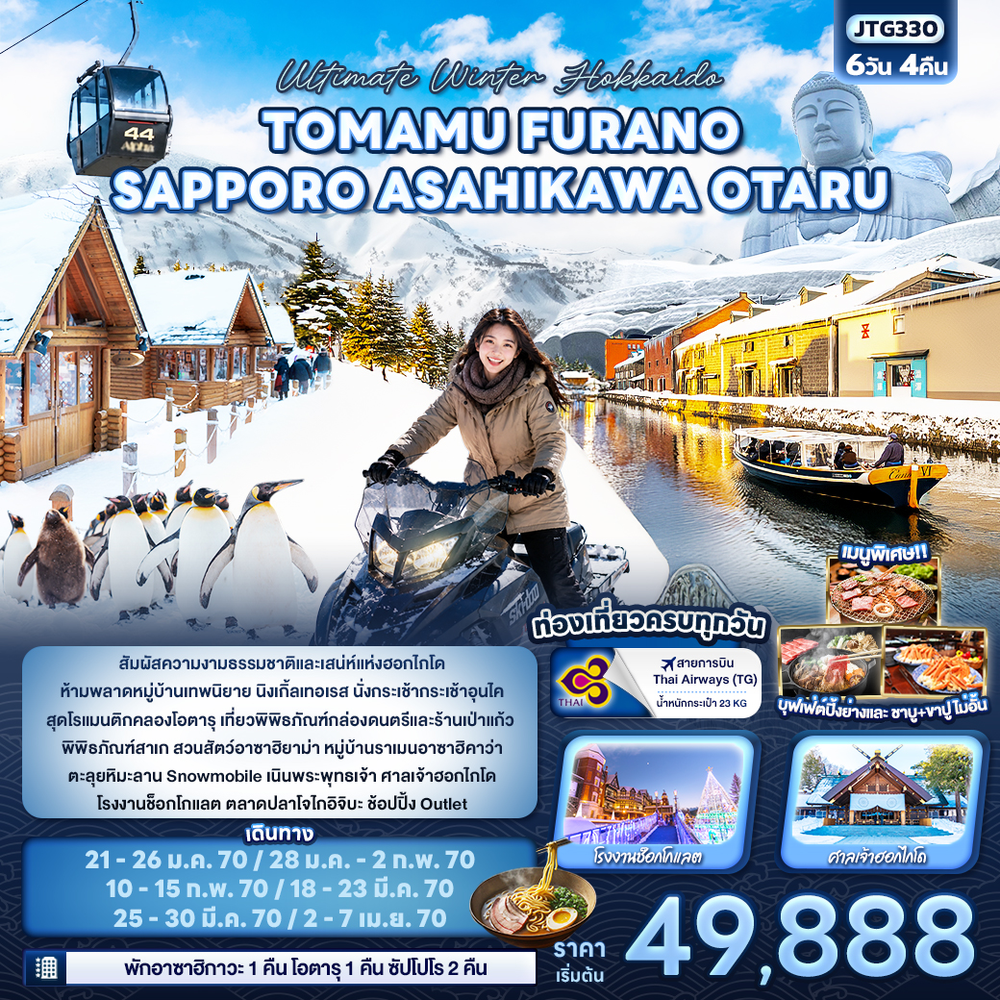 JTG330
6วัน 4คืน
Ultimate Winter Hokkaido
TOMAMU FURANO
SAPPORO ASAHIKAWA OTARU
44
Alpha
เมนูพิเศษ!!
ท่องเที่ยวครบทุกวัน
THAI
สายการบิน
Thai Airways (TG)
น้ำหนักกระเป๋า 23 KG
บุฟเฟ่ต์ปิ้งย่างและ ชาบู+ขาปู ไม่อั้น
สัมผัสความงามธรรมชาติและเสน่ห์แห่งฮอกไกโด
ห้ามพลาดหมู่บ้านเทพนิยาย นิงเกิ้ลเทอเรส นั่งกระเช้ากระเช้าอุนไค
สุดโรแมนติกคลองโอตารุ เที่ยวพิพิธภัณฑ์กล่องดนตรีและร้านเป่าแก้ว
พิพิธภัณฑ์สาเก สวนสัตว์อาซาฮิยาม่า หมู่บ้านราเมนอาซาฮิคาว่า
ตะลุยหิมะลาน Snowmobile เนินพระพุทธเจ้า ศาลเจ้าฮอกไกโด
โรงงานช็อกโกแลต ตลาดปลาโจไกอิจิบะ ช้อปปิ้ง Outlet
โรงงานช็อกโกแลต
ศาลเจ้าฮอกไกโด
เดินทาง
21 - 26 ม.ค. 70 / 28 ม.ค. - 2 ก.พ. 70
10 - 15 ก.พ. 70 / 18 - 23 มี.ค. 70
25 - 30 มี.ค. 70 / 2 - 7 เม.ย. 70
พักอาซาฮิกาวะ 1 คืน โอตารุ 1 คืน ซัปโปโร 2 คืน
ราคา
เริ่มต้น
49,888